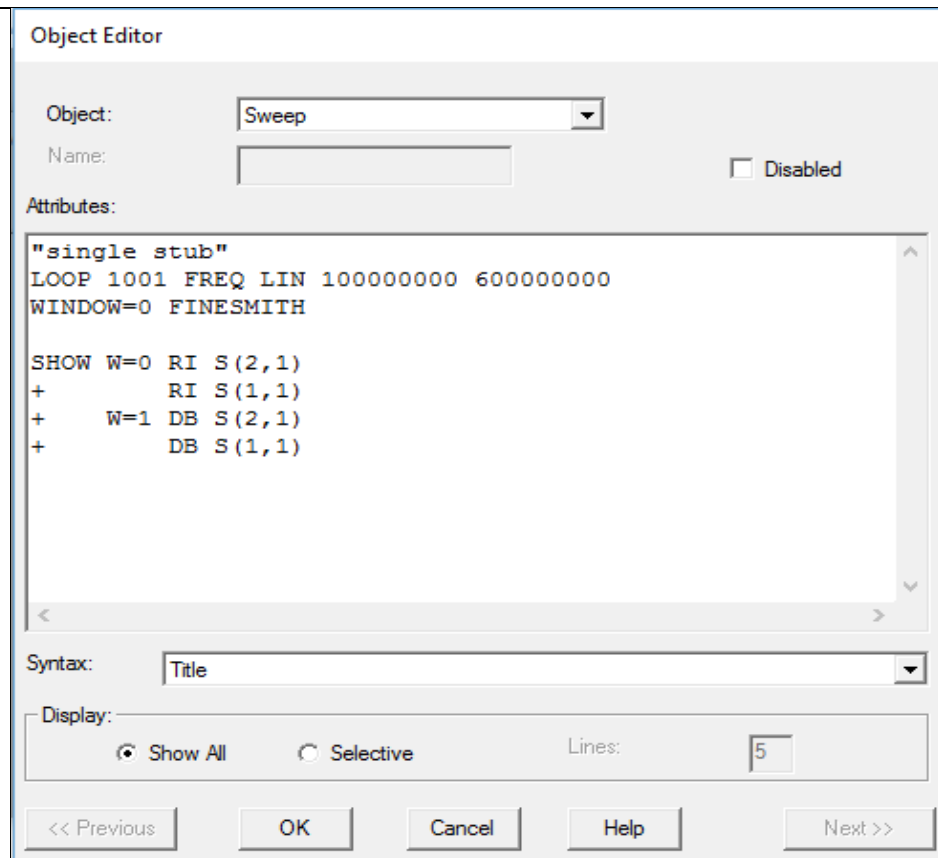 Object Editor
Object: Sweep
Name: Disabled
Attributes:
"single stub"
LOOP 1001 FREQ LIN 100000000 600000000
WINDOW=0 FINESMITH
SHOW W=0 RI S(2,1)
+ RI S(1,1)
+ W=1 DB S(2,1)
+ DB S(1,1)
Syntax: Title
Display:
Show All Selective Lines: 5
<< Previous OK Cancel Help Next >>